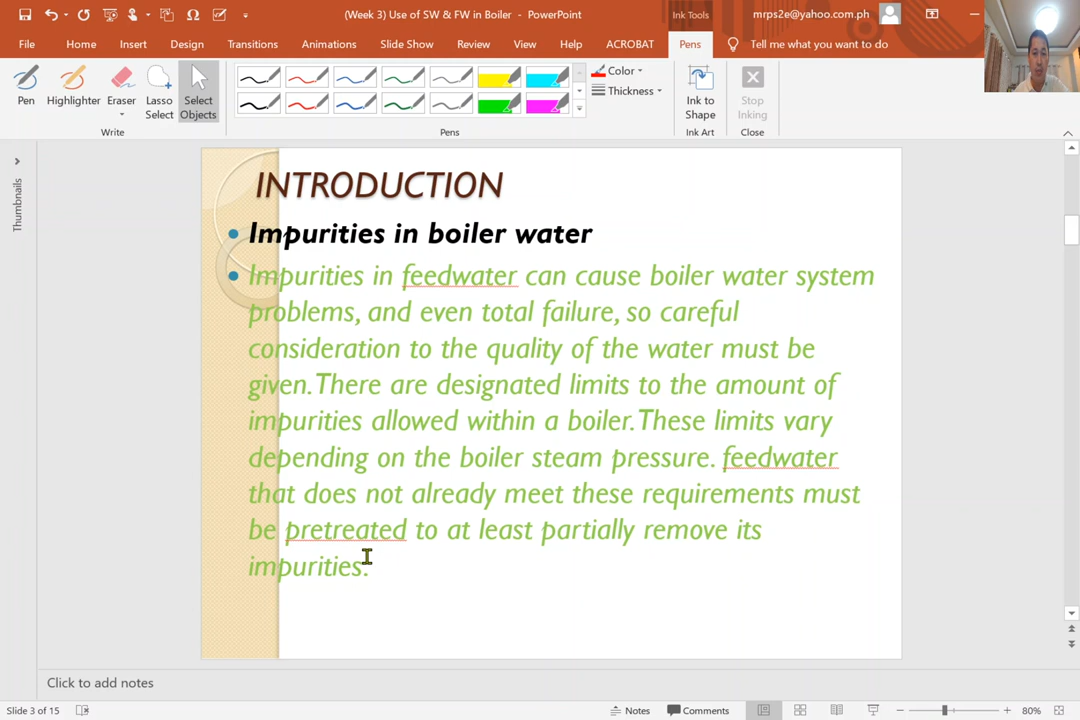 (Week 3) Use of SW & FW in Boiler - PowerPoint
Ink Tools
mrps2e@yahoo.com.ph
File Home Insert Design Transitions Animations Slide Show Review View Help ACROBAT Pens Tell me what you want to do
Pen Highlighter Eraser Lasso Select Select Objects
Color
Thickness
Ink to Shape
Stop Inking
Write Pens Ink Art Close
Thumbnails
INTRODUCTION
Impurities in boiler water
Impurities in feedwater can cause boiler water system
problems, and even total failure, so careful
consideration to the quality of the water must be
given. There are designated limits to the amount of
impurities allowed within a boiler. These limits vary
depending on the boiler steam pressure. feedwater
that does not already meet these requirements must
be pretreated to at least partially remove its
impurities.
Click to add notes
Slide 3 of 15 Notes Comments 80%